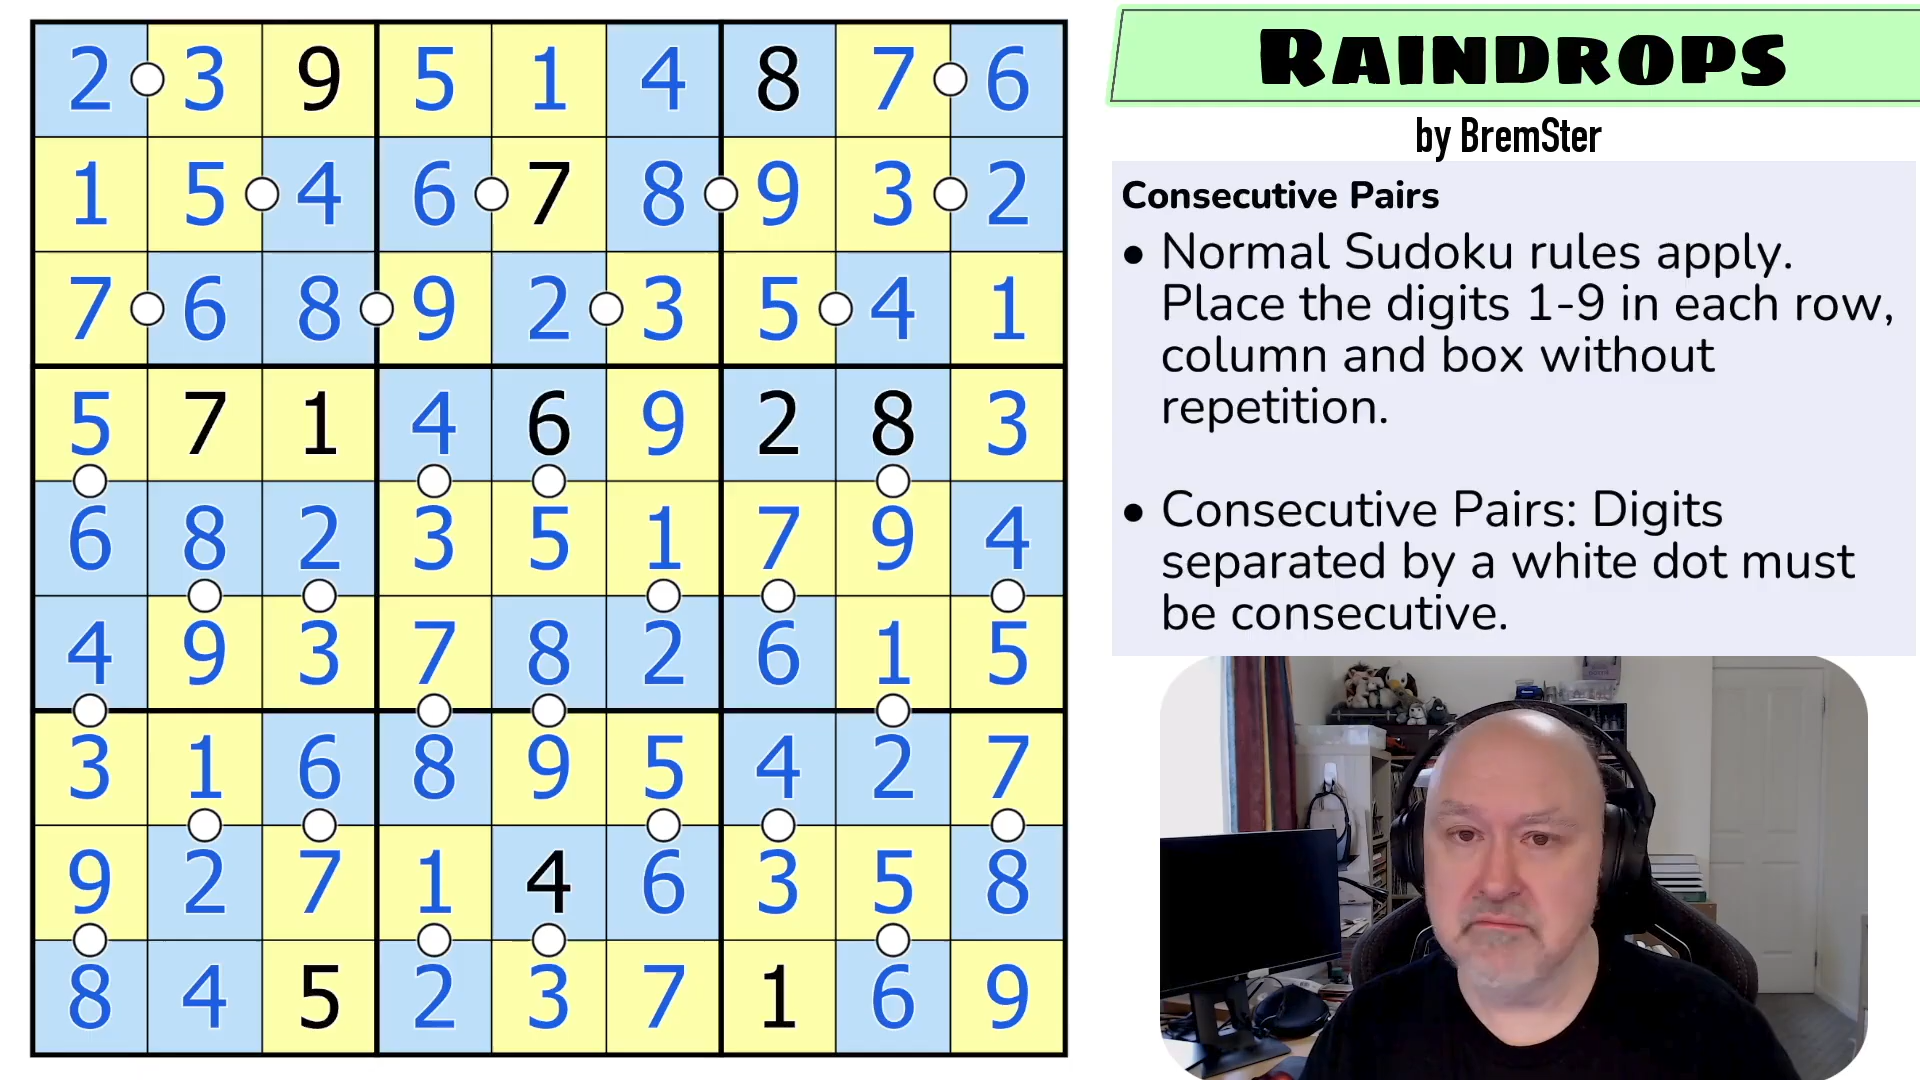 2 3 9 5 1 4 8 7 6
1 5 4 6 7 8 9 3 2
7 6 8 9 2 3 5 4 1
5 7 1 4 6 9 2 8 3
6 8 2 3 5 1 7 9 4
4 9 3 7 8 2 6 1 5
3 1 6 8 9 5 4 2 7
9 2 7 1 4 6 3 5 8
8 4 5 2 3 7 1 6 9
RAINDROPS
by BremSter
Consecutive Pairs
• Normal Sudoku rules apply.
Place the digits 1-9 in each row,
column and box without
repetition.
• Consecutive Pairs: Digits
separated by a white dot must
be consecutive.